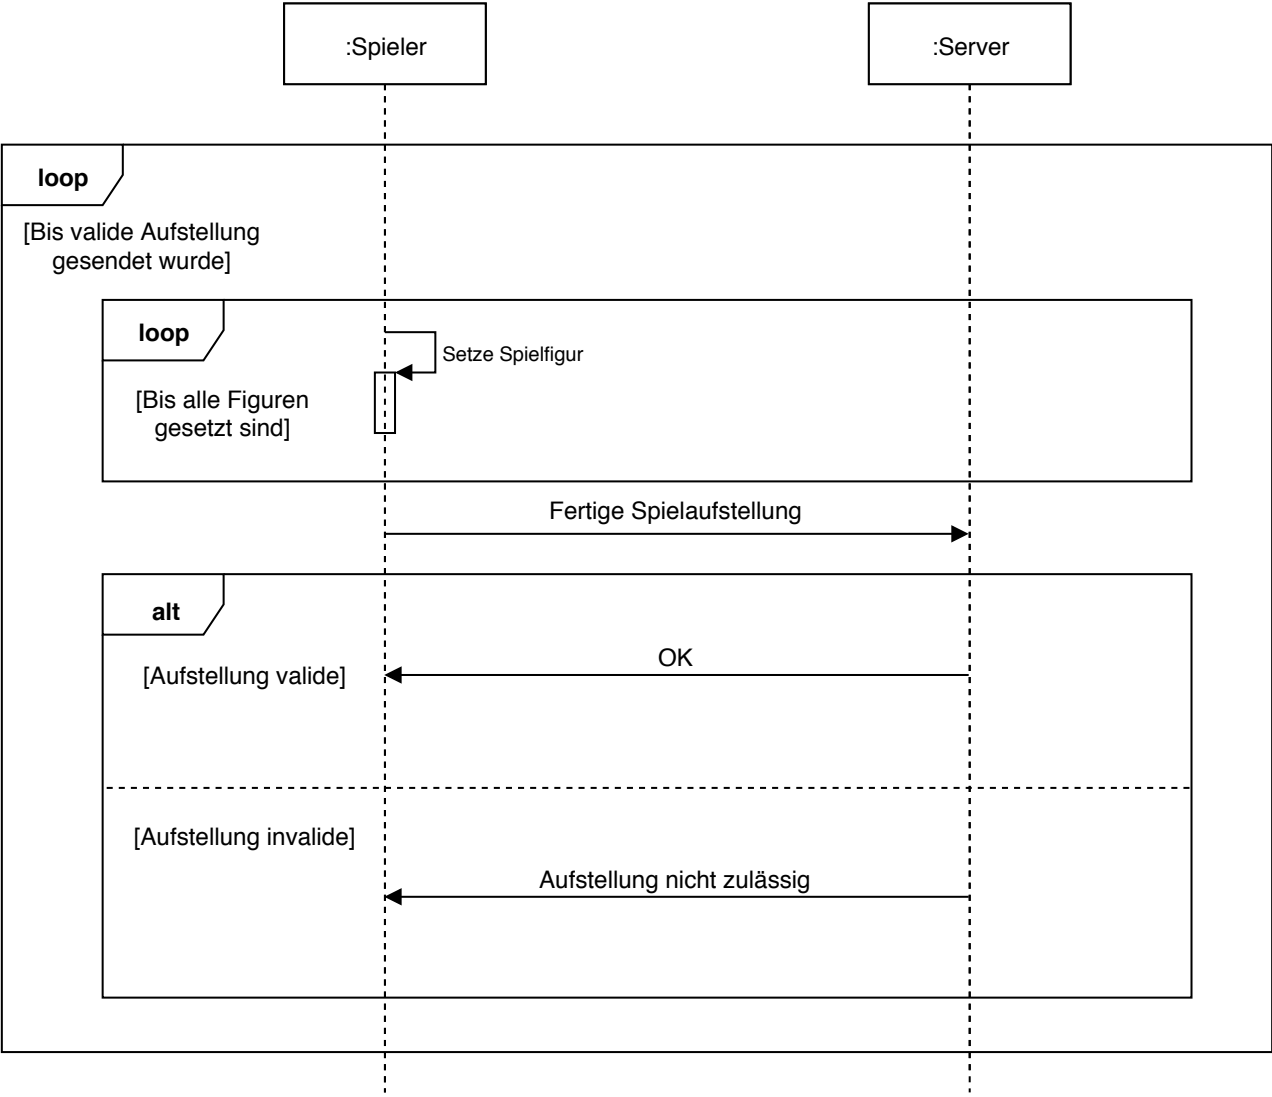 :Spieler
:Server
loop
[Bis valide Aufstellung
gesendet wurde]
loop
Setze Spielfigur
[Bis alle Figuren
gesetzt sind]
Fertige Spielaufstellung
alt
OK
[Aufstellung valide]
[Aufstellung invalide]
Aufstellung nicht zulässig